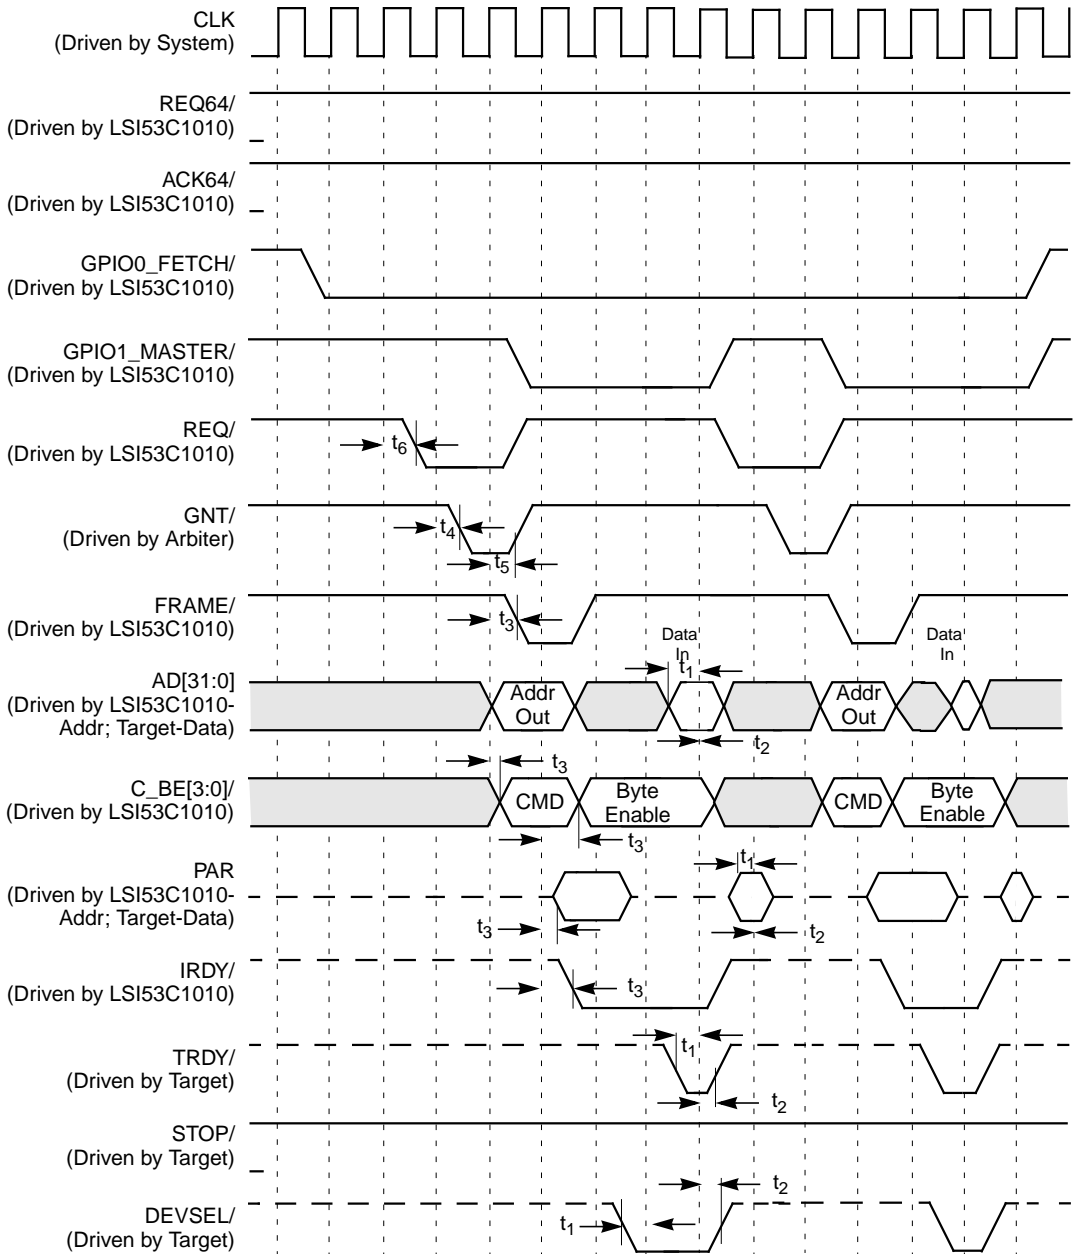 CLK
(Driven by System)
REQ64/
(Driven by LSI53C1010)
ACK64/
(Driven by LSI53C1010)
GPIO0_FETCH/
(Driven by LSI53C1010)
GPIO1_MASTER/
(Driven by LSI53C1010)
REQ/
(Driven by LSI53C1010)
t6
GNT/
(Driven by Arbiter)
t4
t5
FRAME/
(Driven by LSI53C1010)
t3
Data
In
t1
Data
In
AD[31:0]
(Driven by LSI53C1010-
Addr; Target-Data)
Addr
Out
Addr
Out
t2
C_BE[3:0]/
(Driven by LSI53C1010)
t3
CMD
Byte
Enable
CMD
Byte
Enable
t3
PAR
(Driven by LSI53C1010-
Addr; Target-Data)
t1
t3
t2
IRDY/
(Driven by LSI53C1010)
t3
TRDY/
(Driven by Target)
t1
t2
STOP/
(Driven by Target)
DEVSEL/
(Driven by Target)
t2
t1